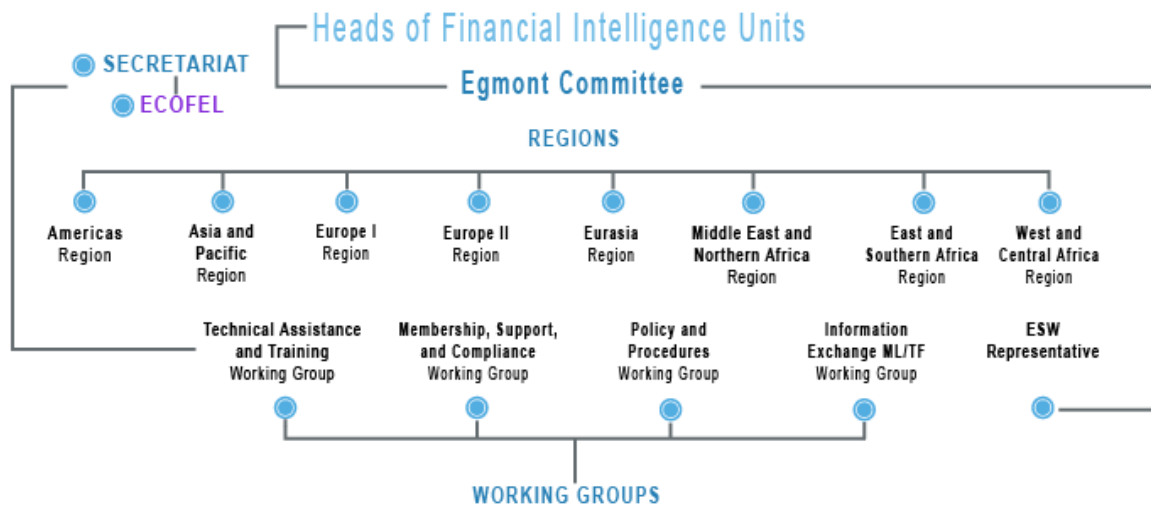 Heads of Financial Intelligence Units
SECRETARIAT
Egmont Committee
ECOFEL
REGIONS
Americas
Region
Asia and
Pacific
Region
Europe I
Region
Europe II
Region
Eurasia
Region
Middle East and
Northern Africa
Region
East and
Southern Africa
Region
West and
Central Africa
Region
Technical Assistance
and Training
Working Group
Membership, Support,
and Compliance
Working Group
Policy and
Procedures
Working Group
Information
Exchange ML/TF
Working Group
ESW
Representative
WORKING GROUPS